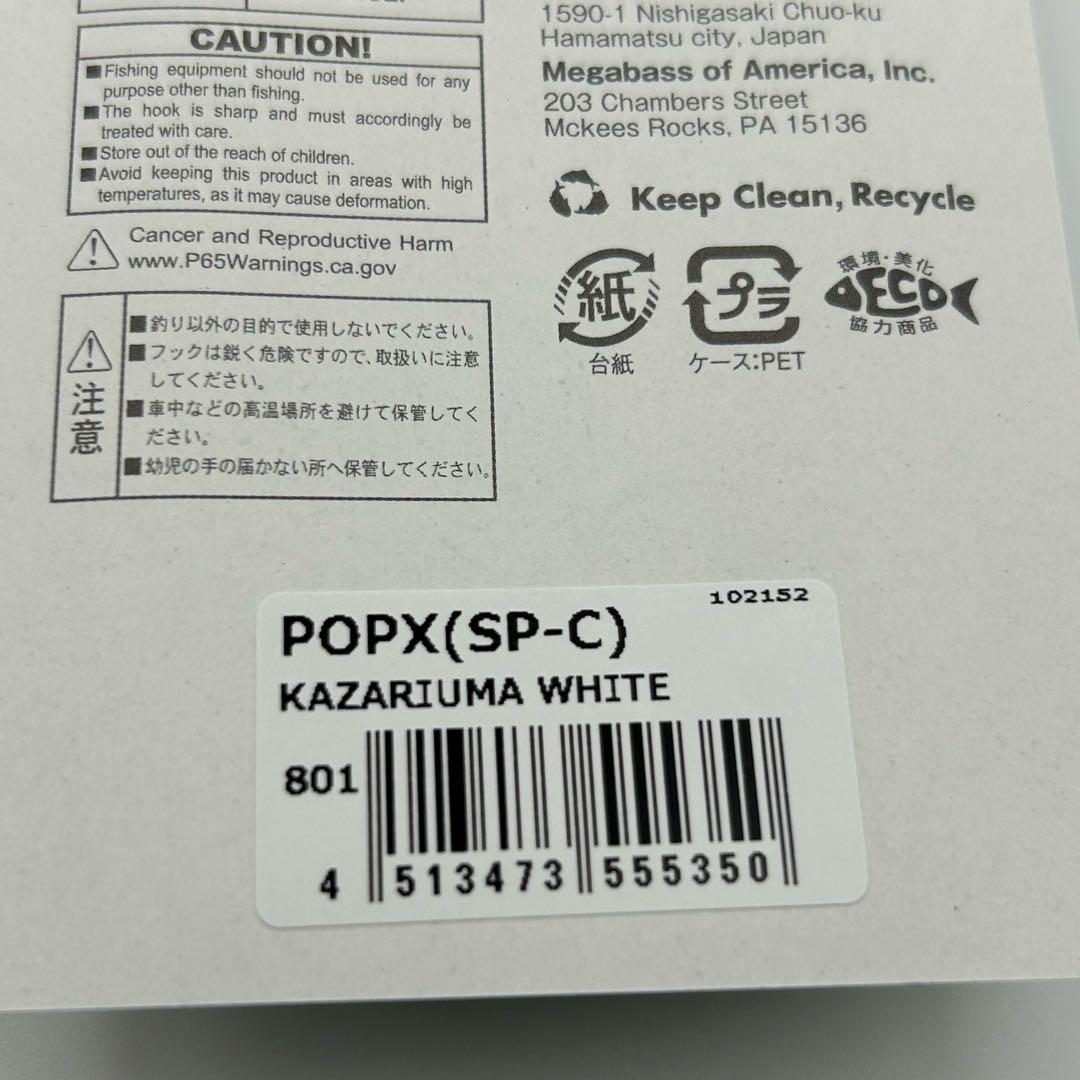 CAUTION!
■Fishing equipment should not be used for any
purpose other than fishing.
■The hook is sharp and must accordingly be
treated with care.
■Store out of the reach of children.
■Avoid keeping this product in areas with high
temperatures, as it may cause deformation.
Cancer and Reproductive Harm
www.P65Warnings.ca.gov
注意
■釣り以外の目的で使用しないでください。
■フックは鋭く危険ですので、取扱いに注意
してください。
■車中などの高温場所を避けて保管してく
ださい。
■幼児の手の届かない所へ保管してください。
1590-1 Nishigasaki Chuo-ku
Hamamatsu city, Japan
Megabass of America, Inc.
203 Chambers Street
Mckees Rocks, PA 15136
Keep Clean, Recycle
紙
台紙
プラ
ケース:PET
環境・美化
ECO
協力商品
102152
POPX(SP-C)
KAZARIUMA WHITE
801
4 513473 555350